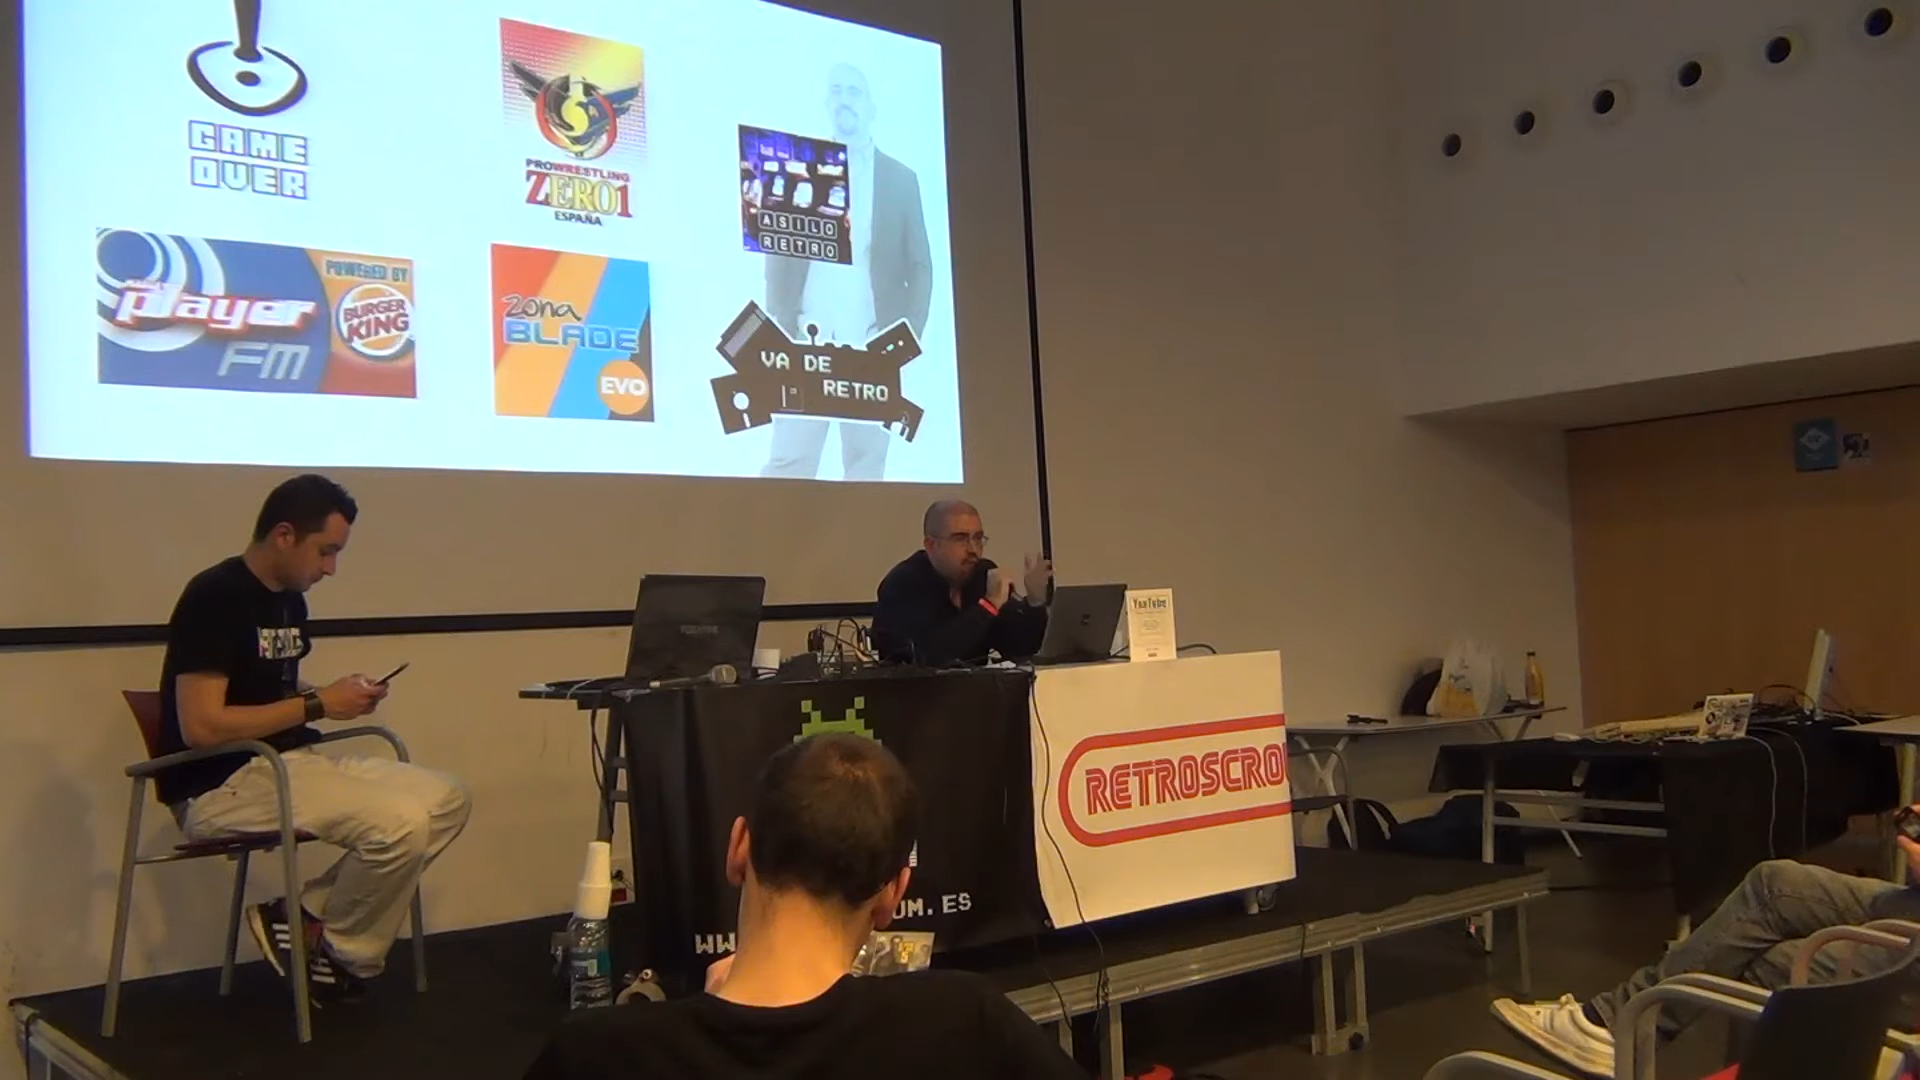 GAME
OVER
PROWRESTLING
ZERO1
ESPAÑA
ASILO
RETRO
player
FM
POWERED BY
BURGER
KING
zona
BLADE
EVO
VA DE
RETRO
YouTube
RETROSCRO
WW
UM.ES